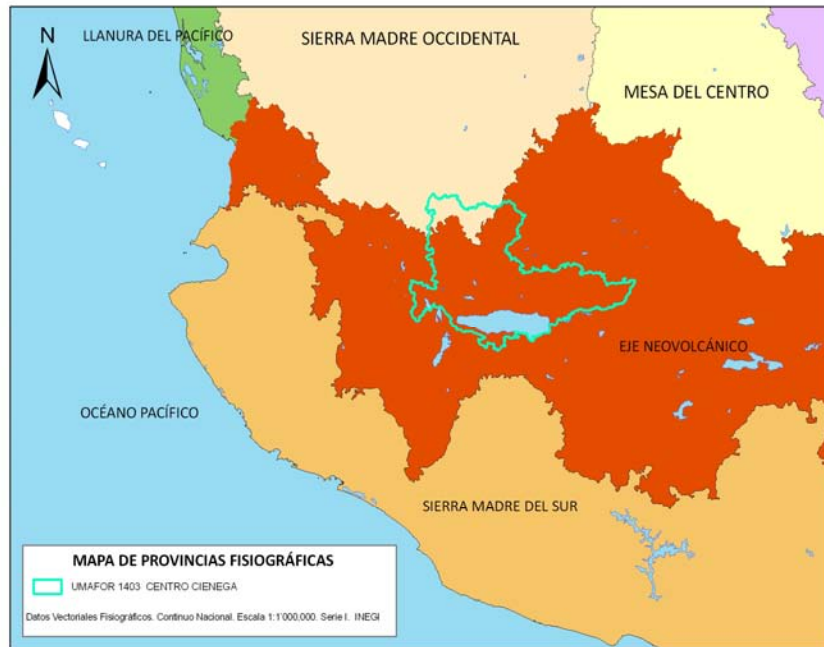 N
LLANURA DEL PACÍFICO
SIERRA MADRE OCCIDENTAL
MESA DEL CENTRO
EJE NEOVOLCÁNICO
OCÉANO PACÍFICO
SIERRA MADRE DEL SUR
MAPA DE PROVINCIAS FISIOGRÁFICAS
UMAFOR 1403 CENTRO CIENEGA
Datos Vectoriales Fisiográficos. Continuo Nacional. Escala 1:1'000,000. Serie I. INEGI